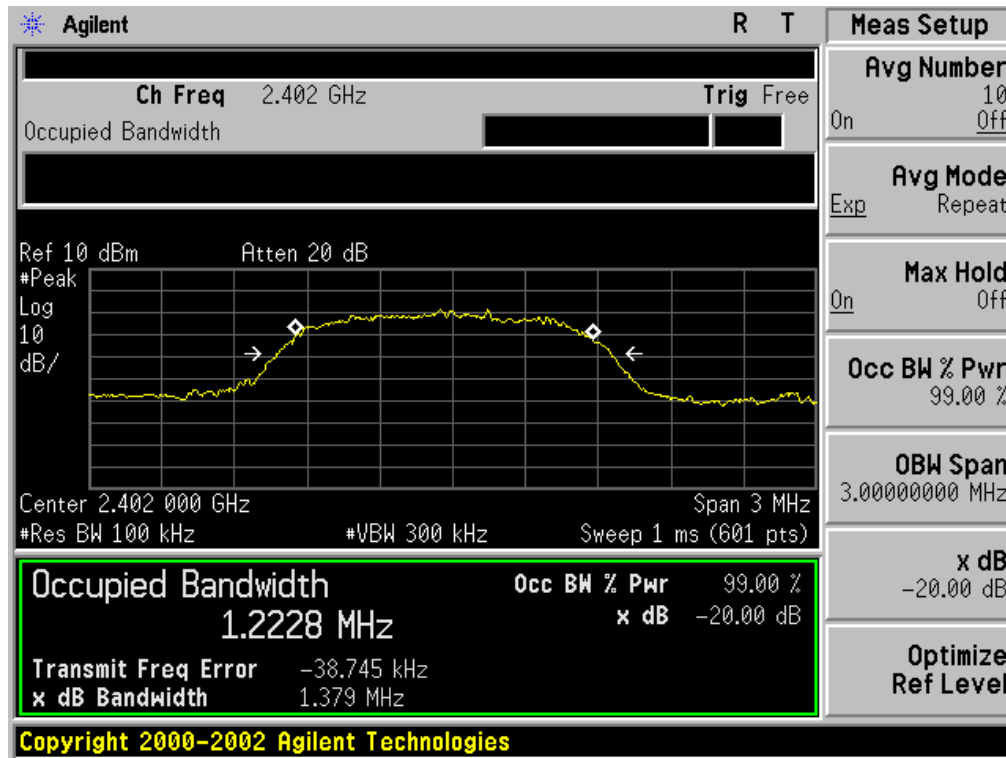 Agilent R T
Ch Freq 2.402 GHz Trig Free
Occupied Bandwidth
Ref 10 dBm Atten 20 dB
#Peak
Log
10
dB/
Center 2.402 000 GHz Span 3 MHz
#Res BW 100 kHz #VBW 300 kHz Sweep 1 ms (601 pts)
Occupied Bandwidth
1.2228 MHz
Occ BW % Pwr 99.00 %
x dB -20.00 dB
Transmit Freq Error -38.745 kHz
x dB Bandwidth 1.379 MHz
Copyright 2000-2002 Agilent Technologies
Meas Setup
Avg Number
10
On Off
Avg Mode
Exp Repeat
Max Hold
On Off
Occ BW % Pwr
99.00 %
OBW Span
3.00000000 MHz
x dB
-20.00 dB
Optimize
Ref Level